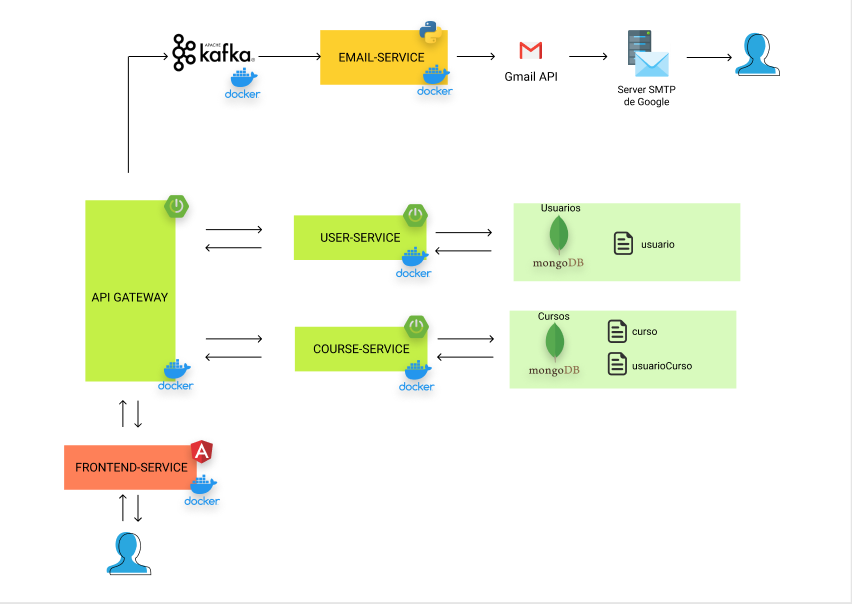 APACHE
kafka®
docker
EMAIL-SERVICE
docker
Gmail API
Server SMTP
de Google
API GATEWAY
docker
USER-SERVICE
docker
Usuarios
mongoDB
usuario
COURSE-SERVICE
docker
Cursos
mongoDB
curso
usuarioCurso
FRONTEND-SERVICE
A
docker